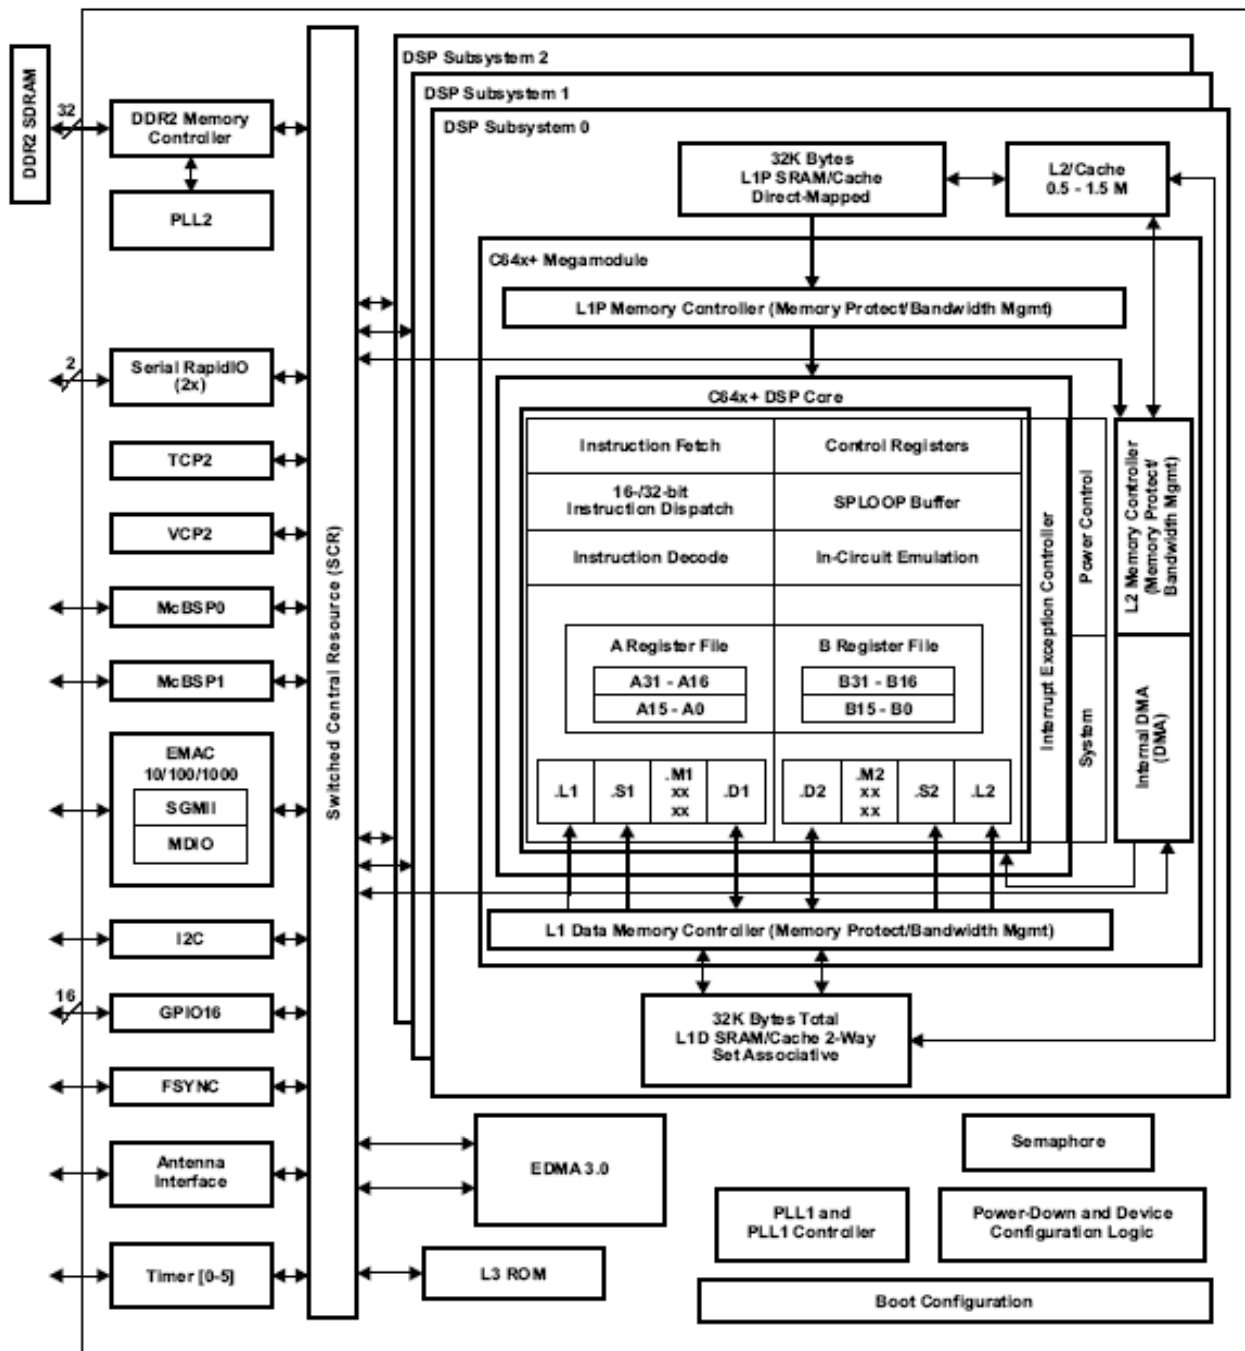 DDR2 SDRAM
32
DDR2 Memory
Controller
PLL2
2
Serial RapidIO
(2x)
TCP2
VCP2
McBSP0
McBSP1
EMAC
10/100/1000
SGMII
MDIO
I2C
16
GPIO16
FSYNC
Antenna
Interface
Timer [0-5]
Switched Central Resource (SCR)
DSP Subsystem 2
DSP Subsystem 1
DSP Subsystem 0
32K Bytes
L1P SRAM/Cache
Direct-Mapped
L2/Cache
0.5 - 1.5 M
C64x+ Megamodule
L1P Memory Controller (Memory Protect/Bandwidth Mgmt)
C64x+ DSP Core
Instruction Fetch
Control Registers
16-/32-bit
Instruction Dispatch
SPLOOP Buffer
Instruction Decode
In-Circuit Emulation
A Register File
A31 - A16
A15 - A0
B Register File
B31 - B16
B15 - B0
.L1
.S1
.M1
xx
xx
.D1
.D2
.M2
xx
xx
.S2
.L2
Interrupt Exception Controller
Power Control
System
L2 Memory Controller
(Memory Protect/
Bandwidth Mgmt)
Internal DMA
(DMA)
L1 Data Memory Controller (Memory Protect/Bandwidth Mgmt)
32K Bytes Total
L1D SRAM/Cache 2-Way
Set Associative
EDMA 3.0
L3 ROM
Semaphore
PLL1 and
PLL1 Controller
Power-Down and Device
Configuration Logic
Boot Configuration